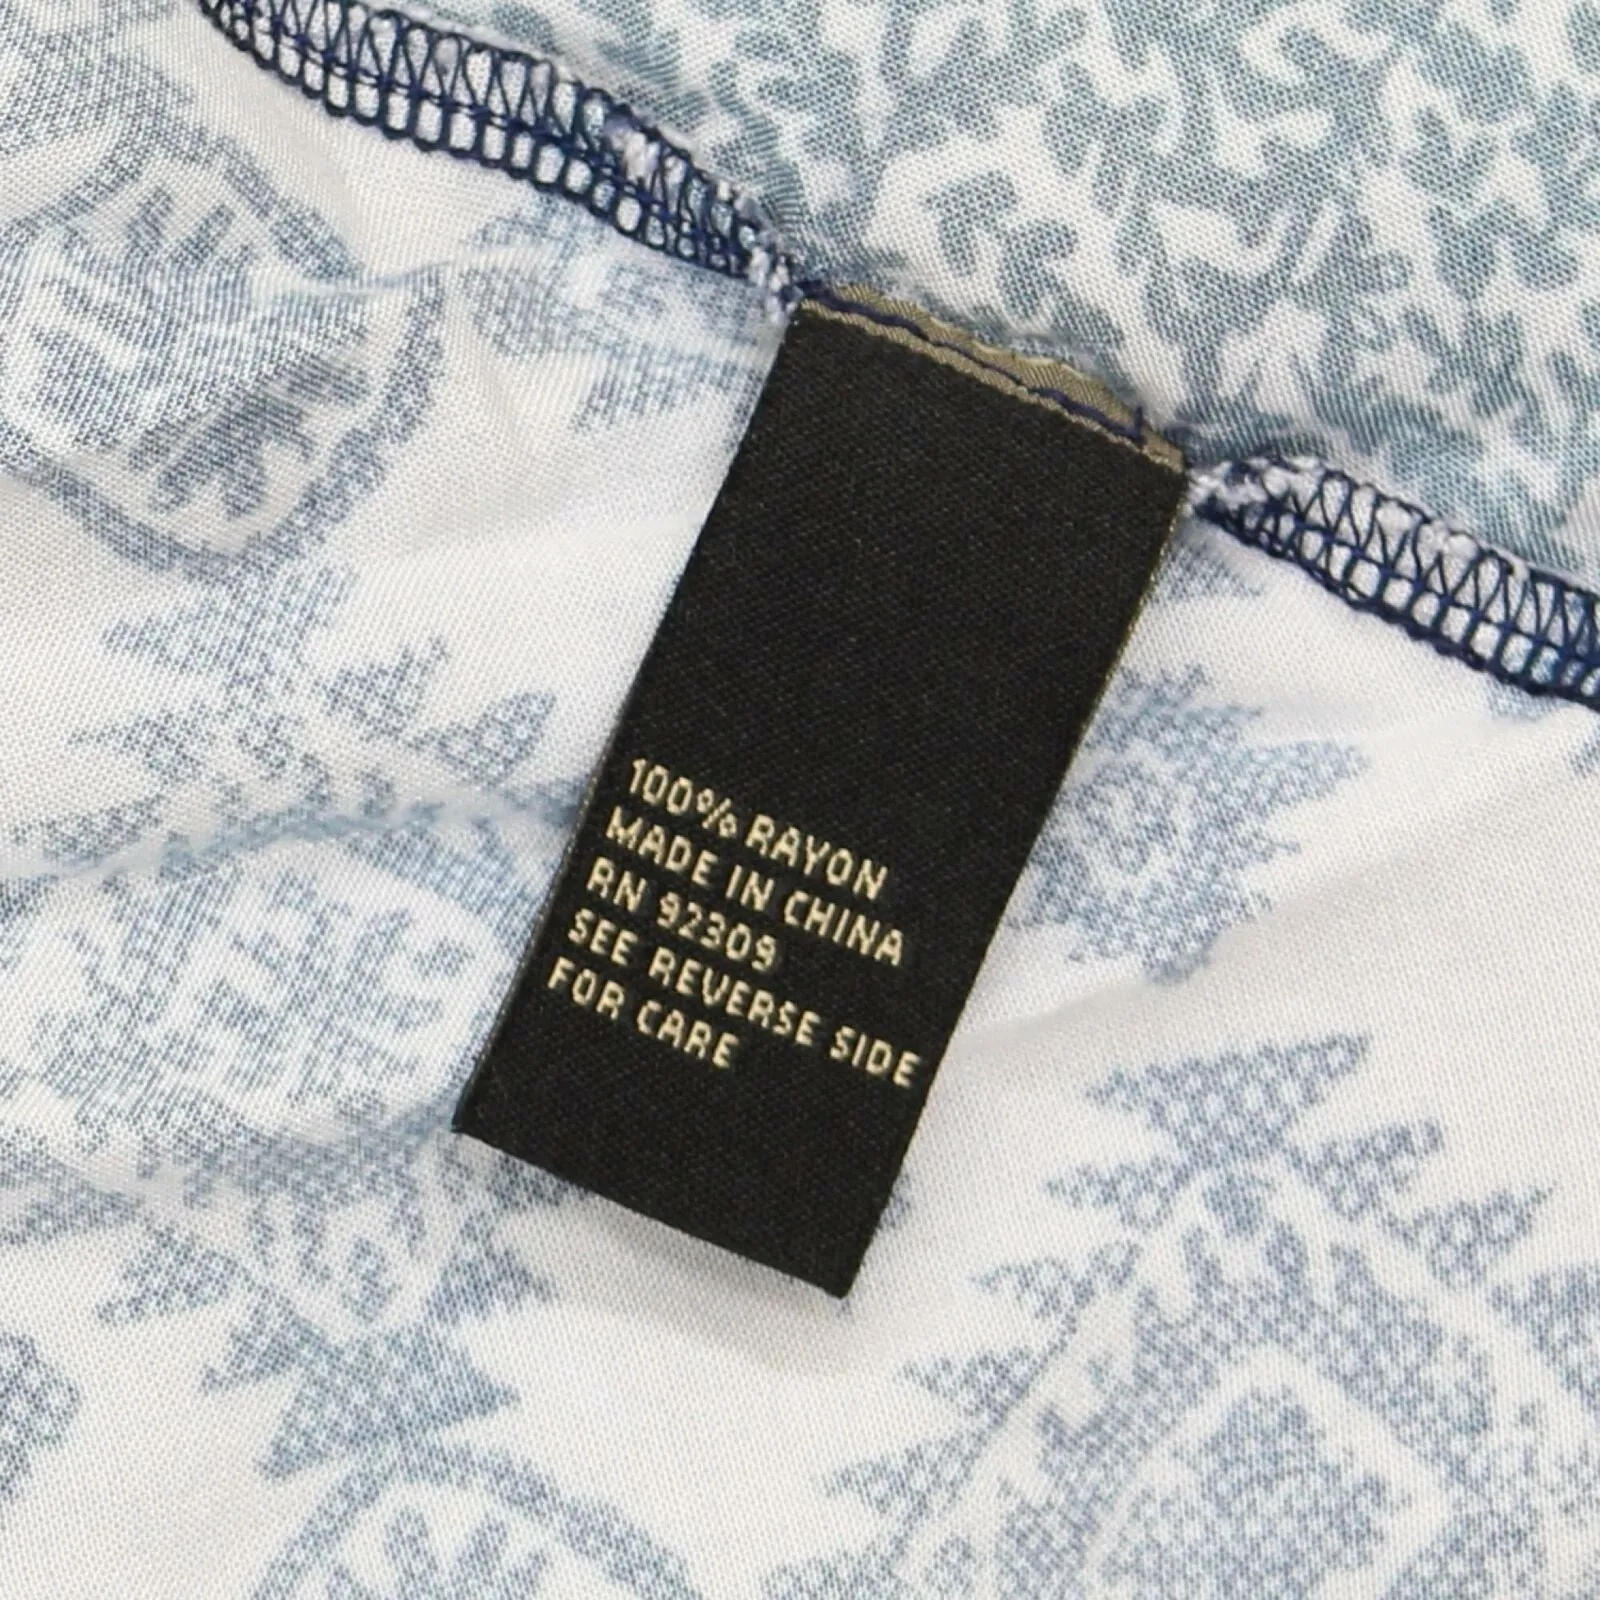 100% RAYON
MADE IN CHINA
RN 92309
SEE REVERSE SIDE
FOR CARE